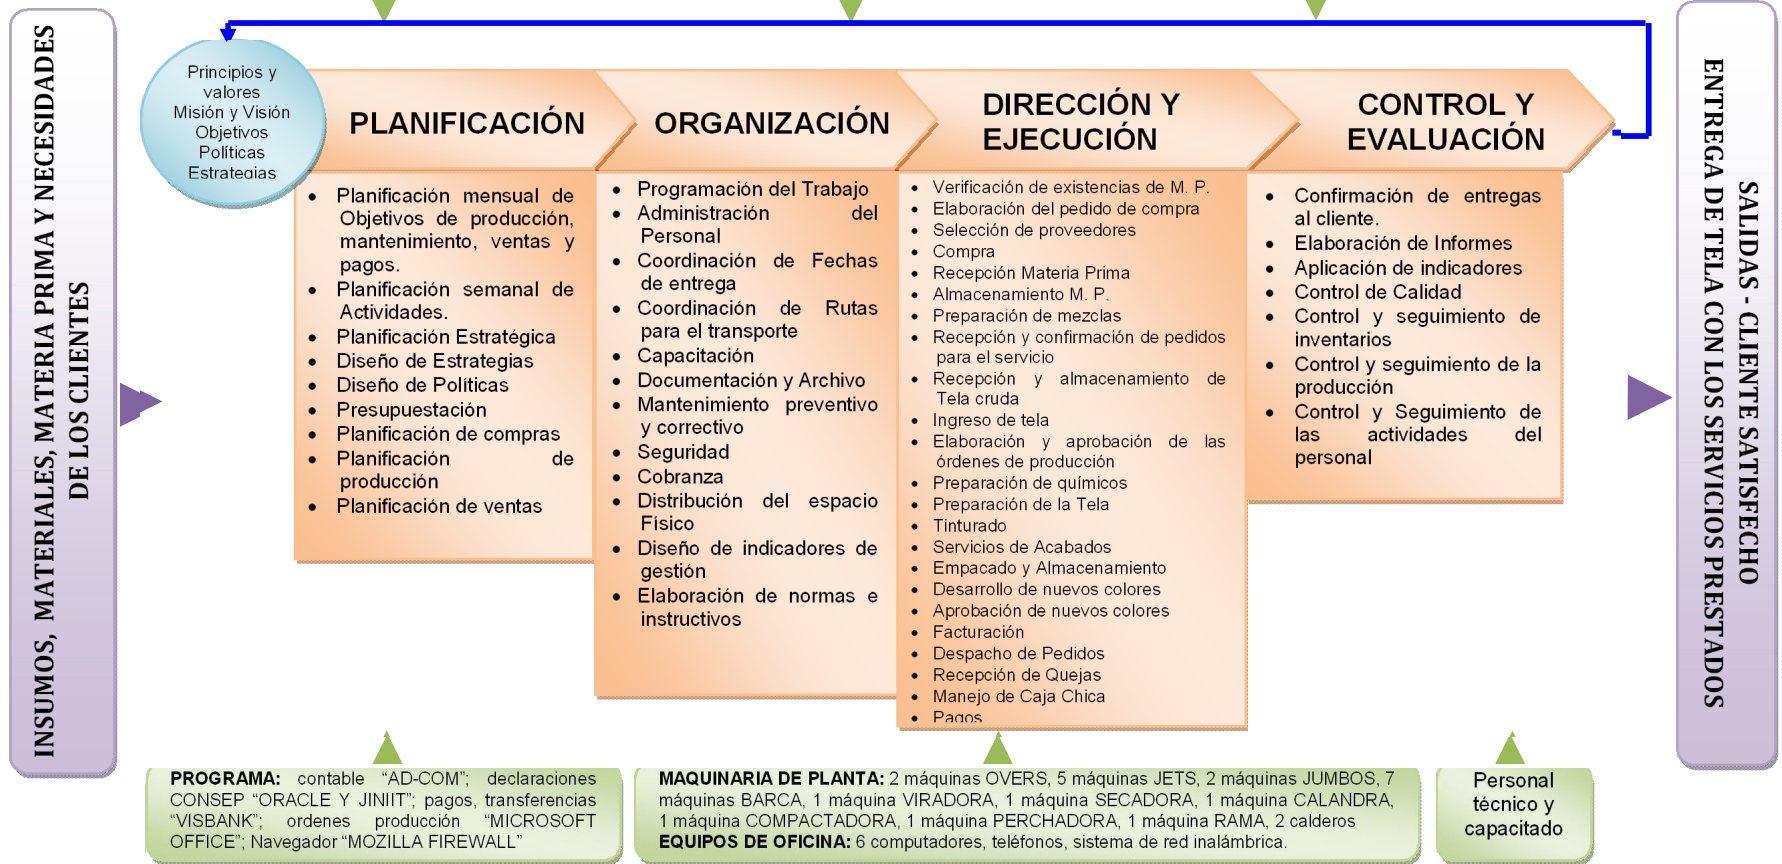 INSUMOS, MATERIALES, MATERIA PRIMA Y NECESIDADES
DE LOS CLIENTES
Principios y
valores
Misión y Visión
Objetivos
Políticas
Estrategias
PLANIFICACIÓN
Planificación mensual de
Objetivos de producción,
mantenimiento, ventas y
pagos.
Planificación semanal de
Actividades.
Planificación Estratégica
Diseño de Estrategias
Diseño de Políticas
Presupuestación
Planificación de compras
Planificación de
producción
Planificación de ventas
ORGANIZACIÓN
Programación del Trabajo
Administración del
Personal
Coordinación de Fechas
de entrega
Coordinación de Rutas
para el transporte
Capacitación
Documentación y Archivo
Mantenimiento preventivo
y correctivo
Seguridad
Cobranza
Distribución del espacio
Físico
Diseño de indicadores de
gestión
Elaboración de normas e
instructivos
DIRECCIÓN Y
EJECUCIÓN
Verificación de existencias de M. P.
Elaboración del pedido de compra
Selección de proveedores
Compra
Recepción Materia Prima
Almacenamiento M. P.
Preparación de mezclas
Recepción y confirmación de pedidos
para el servicio
Recepción y almacenamiento de
Tela cruda
Ingreso de tela
Elaboración y aprobación de las
órdenes de producción
Preparación de químicos
Preparación de la Tela
Tinturado
Servicios de Acabados
Empacado y Almacenamiento
Desarrollo de nuevos colores
Aprobación de nuevos colores
Facturación
Despacho de Pedidos
Recepción de Quejas
Manejo de Caja Chica
Pagos
CONTROL Y
EVALUACIÓN
Confirmación de entregas
al cliente.
Elaboración de Informes
Aplicación de indicadores
Control de Calidad
Control y seguimiento de
inventarios
Control y seguimiento de la
producción
Control y Seguimiento de
las actividades del
personal
SALIDAS - CLIENTE SATISFECHO
ENTREGA DE TELA CON LOS SERVICIOS PRESTADOS
PROGRAMA: contable “AD-COM”; declaraciones
CONSEP “ORACLE Y JINIIT”; pagos, transferencias
“VISBANK”; ordenes producción “MICROSOFT
OFFICE”; Navegador “MOZILLA FIREWALL”
MAQUINARIA DE PLANTA: 2 máquinas OVERS, 5 máquinas JETS, 2 máquinas JUMBOS, 7
máquinas BARCA, 1 máquina VIRADORA, 1 máquina SECADORA, 1 máquina CALANDRA,
1 máquina COMPACTADORA, 1 máquina PERCHADORA, 1 máquina RAMA, 2 calderos
EQUIPOS DE OFICINA: 6 computadores, teléfonos, sistema de red inalámbrica.
Personal
técnico y
capacitado